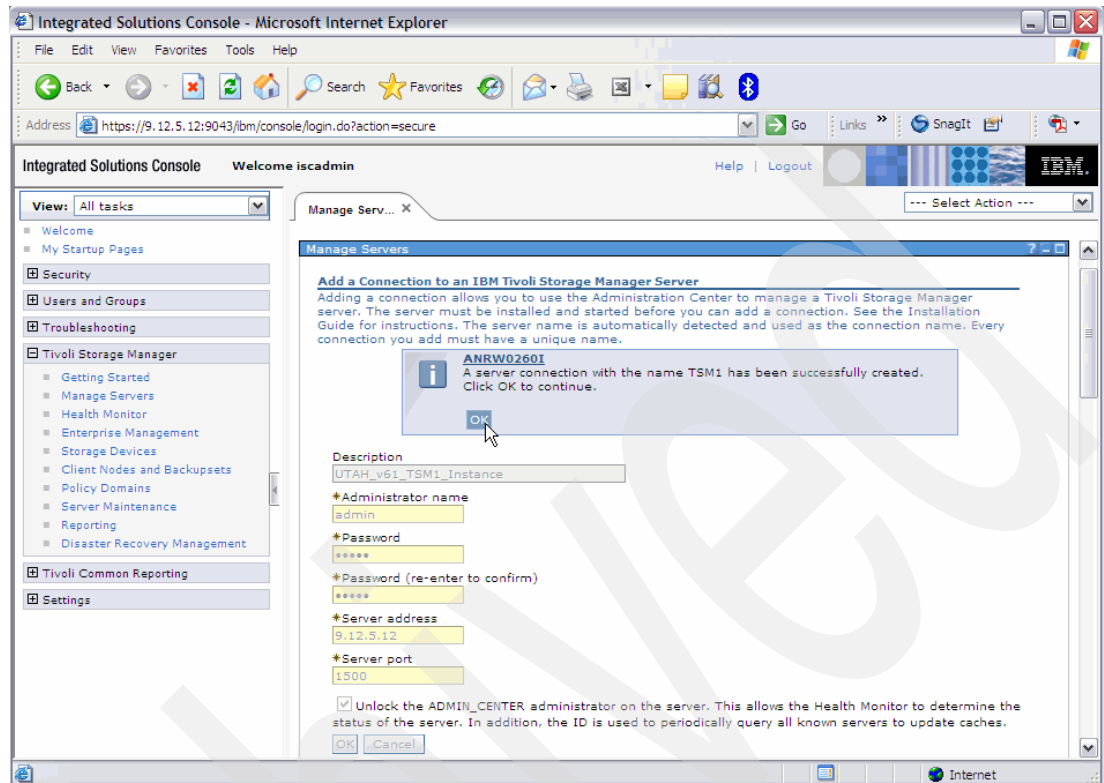 Integrated Solutions Console - Microsoft Internet Explorer
File Edit View Favorites Tools Help
Back Search Favorites
Address https://9.12.5.12:9043/ibm/console/login.do?action=secure Go Links » SnagIt
Integrated Solutions Console Welcome iscadmin Help | Logout IBM.
View: All tasks
Manage Serv... X
--- Select Action ---
Welcome
My Startup Pages
Security
Users and Groups
Troubleshooting
Tivoli Storage Manager
Getting Started
Manage Servers
Health Monitor
Enterprise Management
Storage Devices
Client Nodes and Backupsets
Policy Domains
Server Maintenance
Reporting
Disaster Recovery Management
Tivoli Common Reporting
Settings
Manage Servers
Add a Connection to an IBM Tivoli Storage Manager Server
Adding a connection allows you to use the Administration Center to manage a Tivoli Storage Manager
server. The server must be installed and started before you can add a connection. See the Installation
Guide for instructions. The server name is automatically detected and used as the connection name. Every
connection you add must have a unique name.
ANRW0260I
A server connection with the name TSM1 has been successfully created.
Click OK to continue.
OK
Description
UTAH_v61_TSM1_Instance
*Administrator name
admin
*Password
*Password (re-enter to confirm)
*Server address
9.12.5.12
*Server port
1500
Unlock the ADMIN_CENTER administrator on the server. This allows the Health Monitor to determine the
status of the server. In addition, the ID is used to periodically query all known servers to update caches.
OK Cancel
Internet